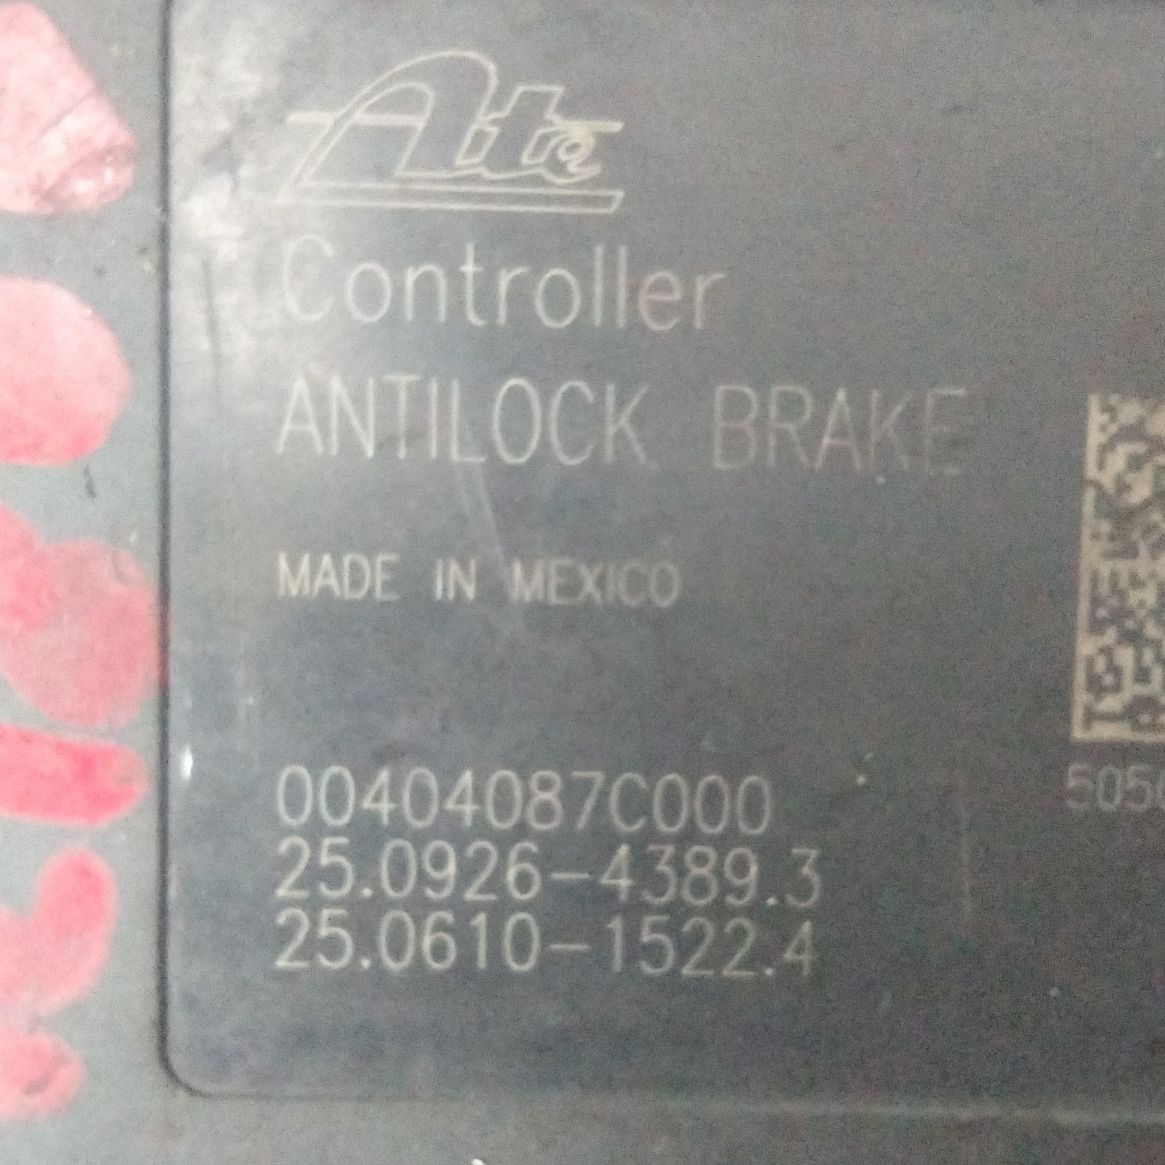 Ate
Controller
ANTILOCK BRAKE
MADE IN MEXICO
00404087C000
25.0926-4389.3
25.0610-1522.4